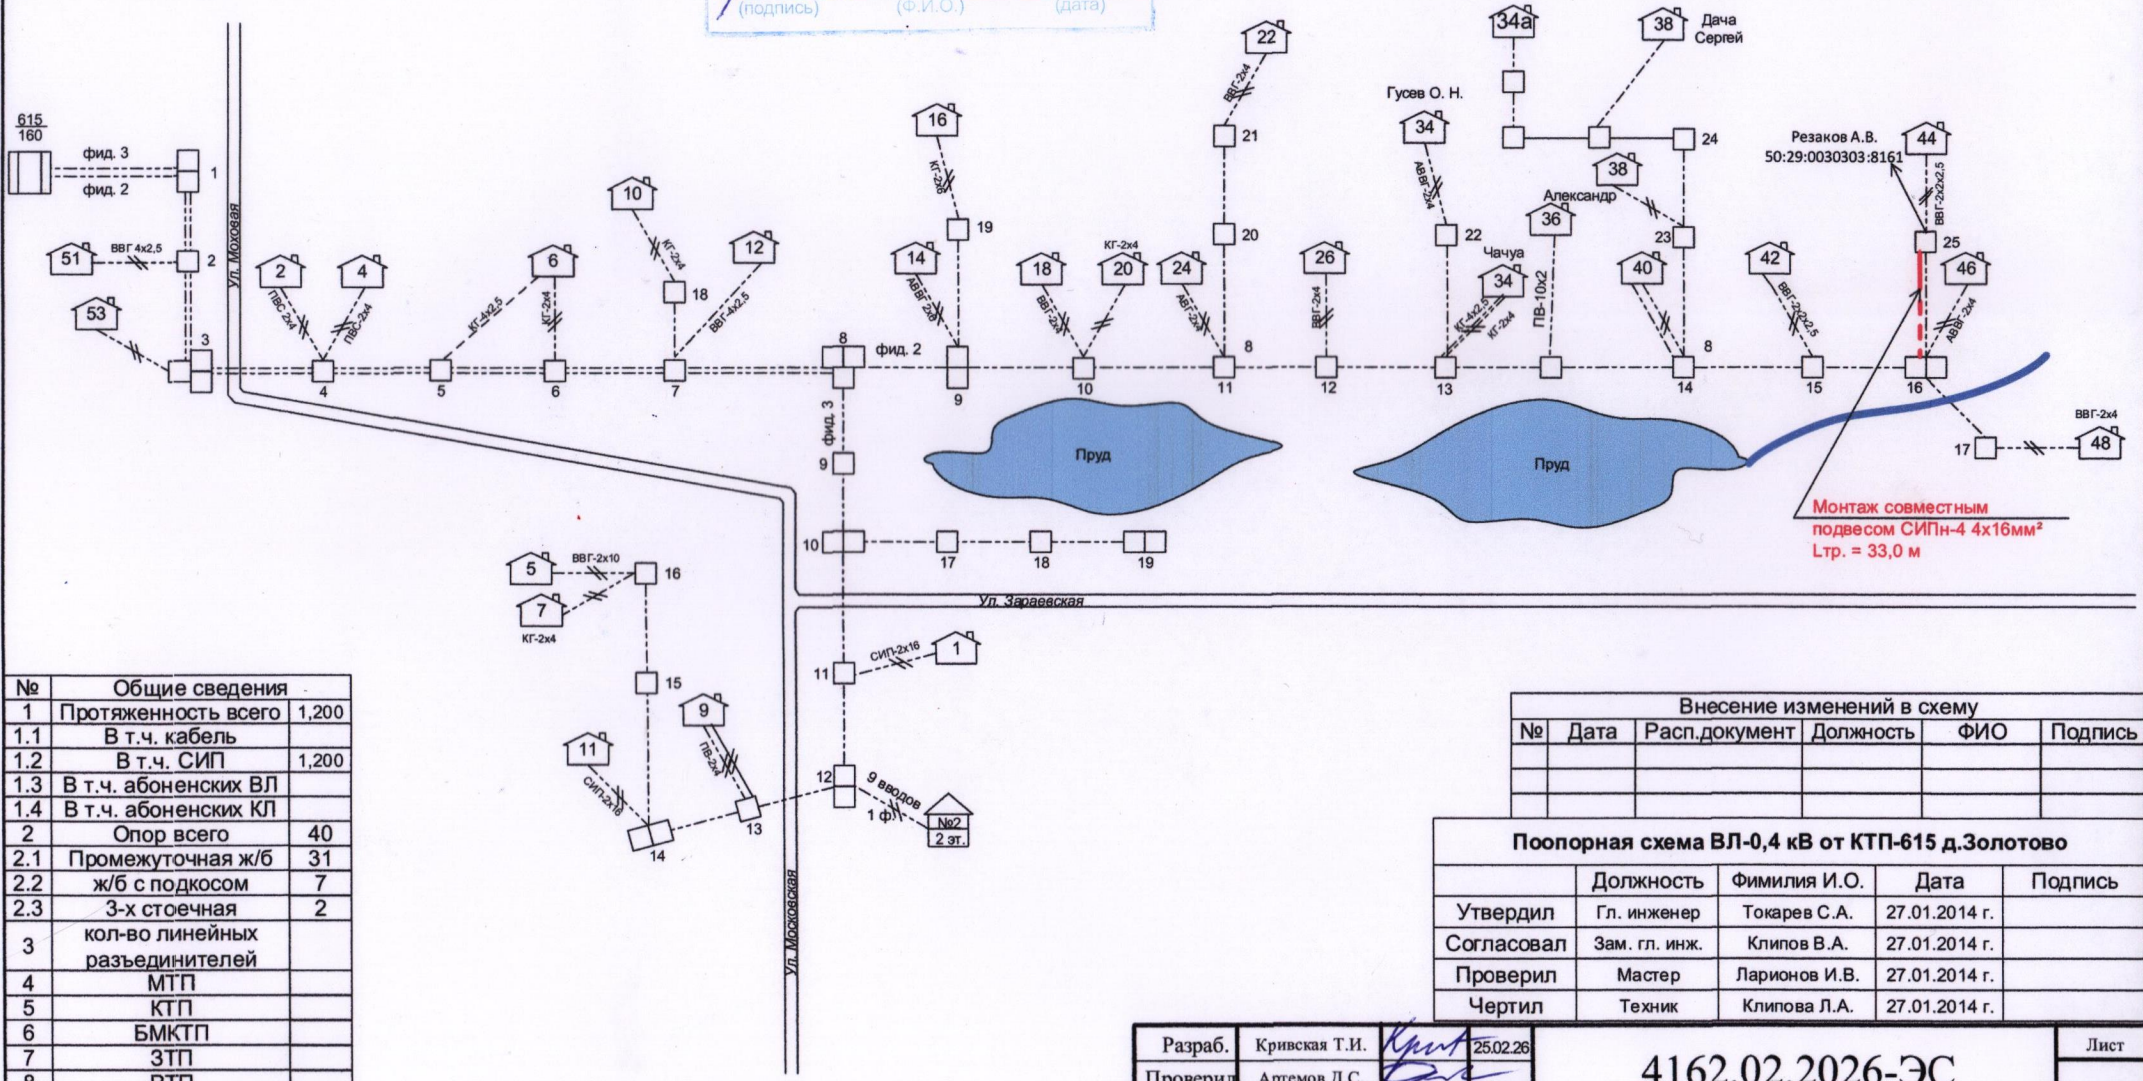 (подпись) (Ф.И.О.) (дата)
615
160
фид. 3
фид. 2
1
51
ВВГ 4х2,5
2
53
3
Ул. Моховая
2
ПВС-2х4
4
ПВС-2х4
4
КГ-4х2,5
5
6
КГ-2х4
6
10
КГ-2х4
18
12
ВВГ-4х2,5
7
8
фид. 2
фид. 3
9
16
КГ-2х6
19
14
АВВГ-2х6
9
18
ВВГ-2х4
КГ-2х4
20
10
22
ВВГ-2х4
21
20
24
АВГ-2х4
8
11
26
ВВГ-2х4
12
Гусев О. Н.
34
АВВГ-2х4
22
Чачуа
34
КГ-4х2,5
КГ-2х4
13
34а
38
Дача
Сергей
24
38
Александр
36
ПВ-10х2
23
40
8
14
42
ВВГ-2х2х2,5
15
Резаков А.В.
50:29:0030303:8161
44
ВВГ-2х2х2,5
25
46
АВВГ-2х4
16
17
ВВГ-2х4
48
Пруд
Пруд
Монтаж совместным
подвесом СИПн-4 4х16мм²
Lтр. = 33,0 м
10
17
18
19
Ул. Зараевская
5
ВВГ-2х10
16
7
КГ-2х4
15
11
СИП-2х16
14
9
ПВ-2х4
13
11
СИП-2х16
1
12
9 вводов
1 ф.
№2
2 эт.
Ул. Московская
№ Общие сведения
1 Протяженность всего 1,200
1.1 В т.ч. кабель
1.2 В т.ч. СИП 1,200
1.3 В т.ч. абоненских ВЛ
1.4 В т.ч. абоненских КЛ
2 Опор всего 40
2.1 Промежуточная ж/б 31
2.2 ж/б с подкосом 7
2.3 3-х стоечная 2
3 кол-во линейных
разъединителей
4 МТП
5 КТП
6 БМКТП
7 ЗТП
8 РТП
Внесение изменений в схему
№ Дата Расп.документ Должность ФИО Подпись
Поопорная схема ВЛ-0,4 кВ от КТП-615 д.Золотово
Должность Фимилия И.О. Дата Подпись
Утвердил Гл. инженер Токарев С.А. 27.01.2014 г.
Согласовал Зам. гл. инж. Клипов В.А. 27.01.2014 г.
Проверил Мастер Ларионов И.В. 27.01.2014 г.
Чертил Техник Клипова Л.А. 27.01.2014 г.
Разраб. Кривская Т.И. 25.02.26
Проверил Артемов Д.С.
4162.02.2026-ЭС
Лист